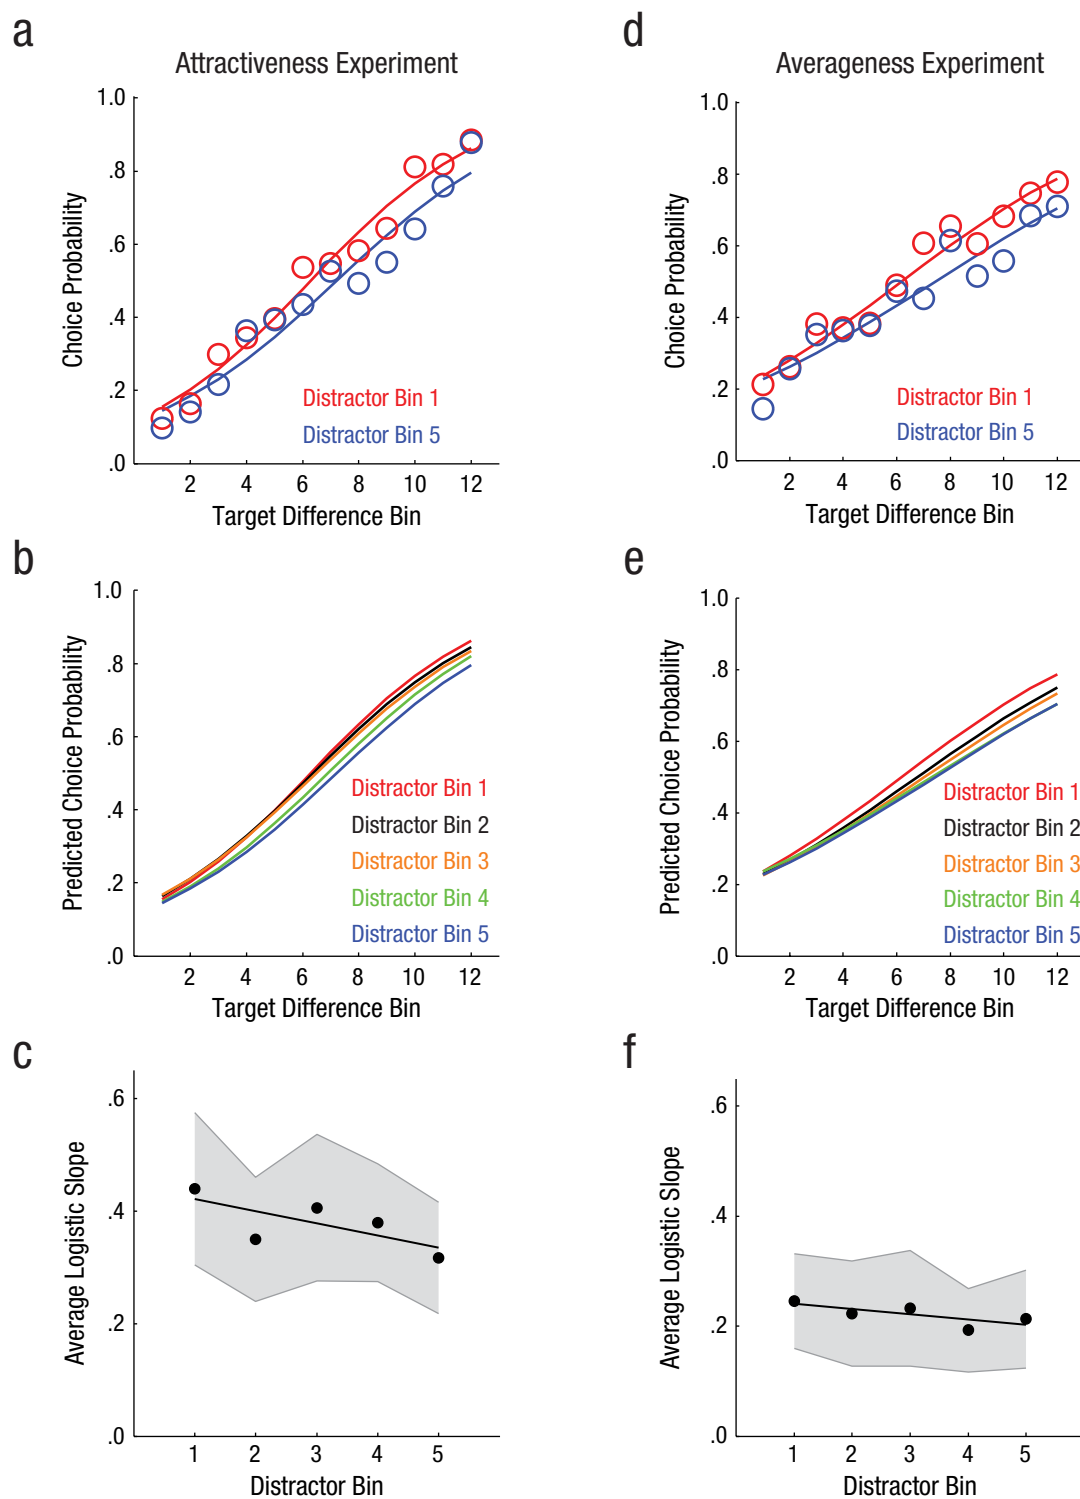 a
Attractiveness Experiment
1.0
.8
.6
.4
.2
.0
Choice Probability
Distractor Bin 1
Distractor Bin 5
2 4 6 8 10 12
Target Difference Bin
b
1.0
.8
.6
.4
.2
.0
Predicted Choice Probability
Distractor Bin 1
Distractor Bin 2
Distractor Bin 3
Distractor Bin 4
Distractor Bin 5
2 4 6 8 10 12
Target Difference Bin
c
.6
.4
.2
.0
Average Logistic Slope
1 2 3 4 5
Distractor Bin
d
Averageness Experiment
1.0
.8
.6
.4
.2
.0
Choice Probability
Distractor Bin 1
Distractor Bin 5
2 4 6 8 10 12
Target Difference Bin
e
1.0
.8
.6
.4
.2
.0
Predicted Choice Probability
Distractor Bin 1
Distractor Bin 2
Distractor Bin 3
Distractor Bin 4
Distractor Bin 5
2 4 6 8 10 12
Target Difference Bin
f
.6
.4
.2
.0
Average Logistic Slope
1 2 3 4 5
Distractor Bin